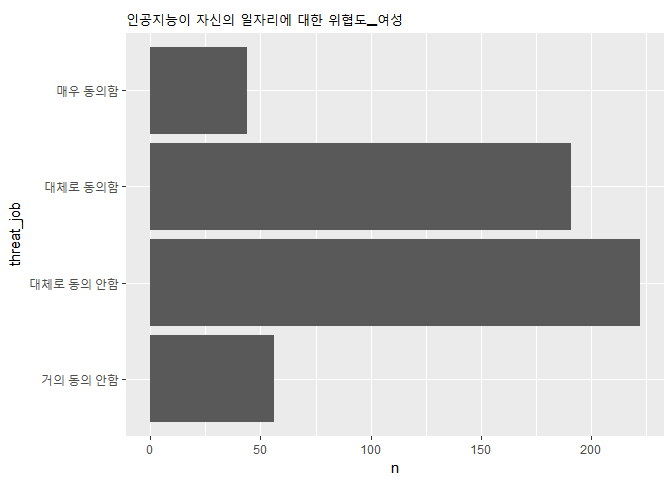 인공지능이 자신의 일자리에 대한 위협도_여성
매우 동의함
대체로 동의함
대체로 동의 안함
거의 동의 안함
threat_job
0 50 100 150 200
n